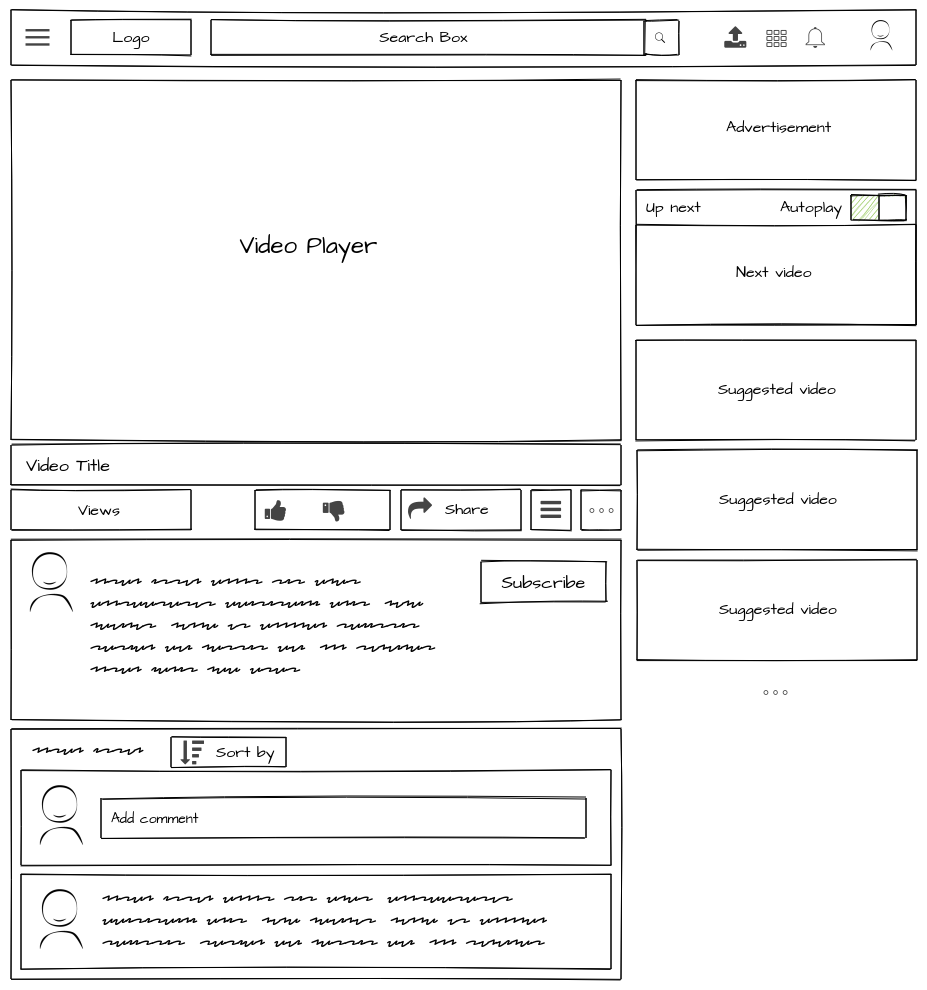 Logo
Search Box
Video Player
Advertisement
Up next
Autoplay
Next video
Suggested video
Suggested video
Suggested video
Video Title
Views
Share
Subscribe
Sort by
Add comment